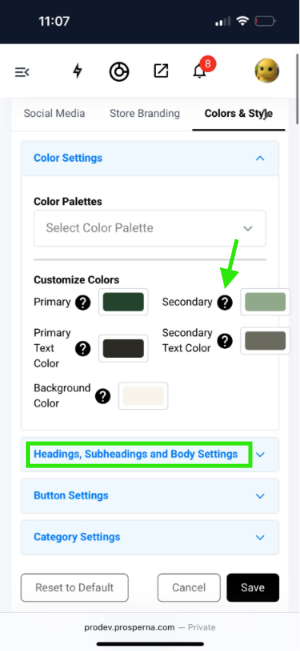 11:07
8
Social Media Store Branding Colors & Style
Color Settings
Color Palettes
Select Color Palette
Customize Colors
Primary ? Secondary ?
Primary
Text
Color ?
Secondary
Text Color ?
Background
Color ?
Headings, Subheadings and Body Settings
Button Settings
Category Settings
Reset to Default Cancel Save
prodev.prosperna.com — Private